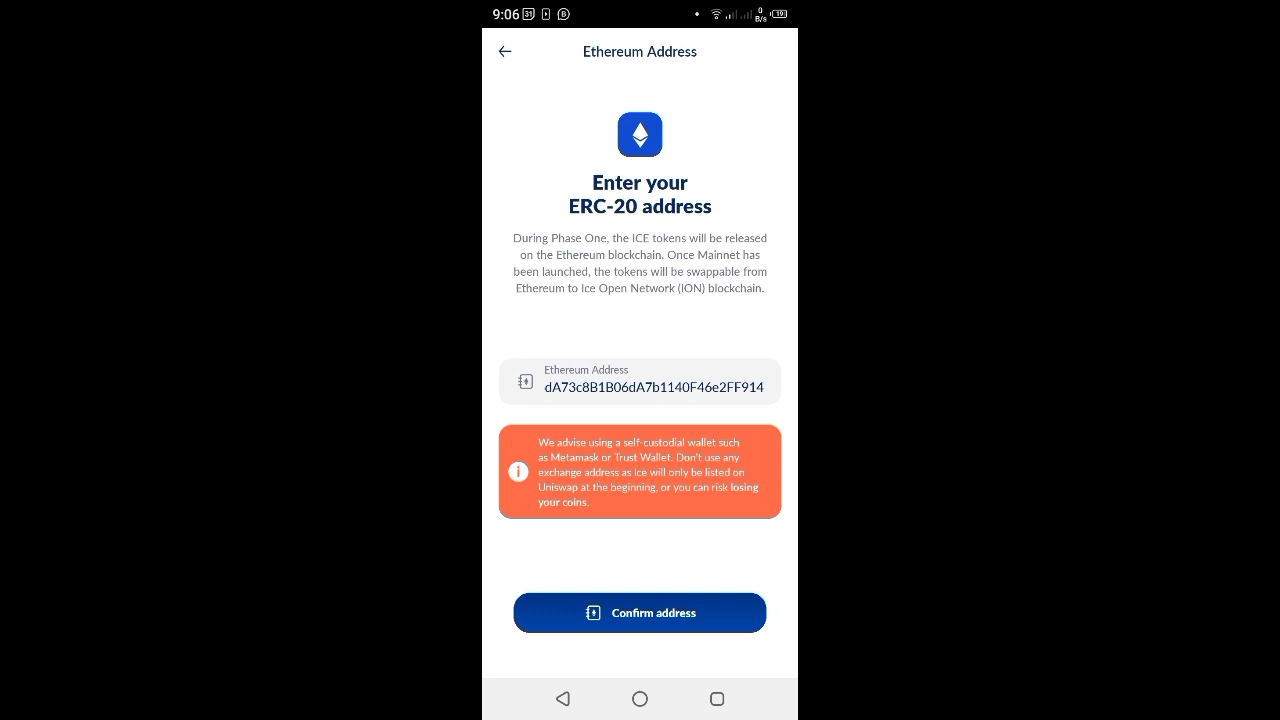 9:06 31 B 0 B/s 19
Ethereum Address
Enter your
ERC-20 address
During Phase One, the ICE tokens will be released
on the Ethereum blockchain. Once Mainnet has
been launched, the tokens will be swappable from
Ethereum to Ice Open Network (ION) blockchain.
Ethereum Address
dA73c8B1B06dA7b1140F46e2FF914
We advise using a self-custodial wallet such
as Metamask or Trust Wallet. Don't use any
exchange address as Ice will only be listed on
Uniswap at the beginning, or you can risk losing
your coins.
Confirm address